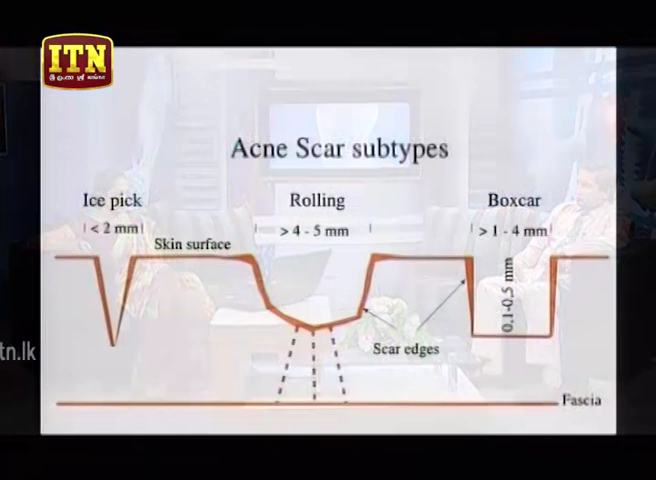 ITN
Acne Scar subtypes
Ice pick
Rolling
Boxcar
< 2 mm
> 4 - 5 mm
> 1 - 4 mm
Skin surface
0.1-0.5 mm
tn.lk
Scar edges
Fascia